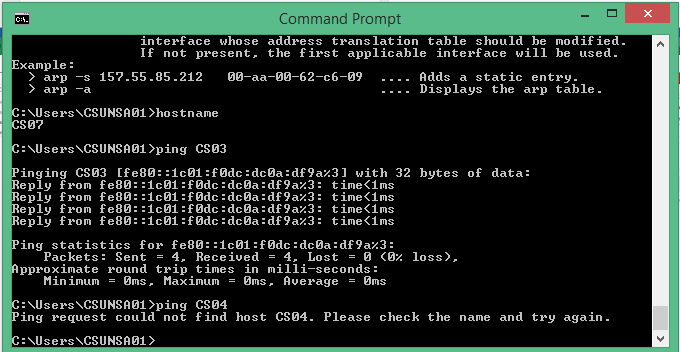 Command Prompt
interface whose address translation table should be modified.
If not present, the first applicable interface will be used.
Example:
> arp -s 157.55.85.212   00-aa-00-62-c6-09  .... Adds a static entry.
> arp -a                                    .... Displays the arp table.
C:\Users\CSUNSA01>hostname
CS07
C:\Users\CSUNSA01>ping CS03
Pinging CS03 [fe80::1c01:f0dc:dc0a:df9a%3] with 32 bytes of data:
Reply from fe80::1c01:f0dc:dc0a:df9a%3: time<1ms
Reply from fe80::1c01:f0dc:dc0a:df9a%3: time<1ms
Reply from fe80::1c01:f0dc:dc0a:df9a%3: time<1ms
Reply from fe80::1c01:f0dc:dc0a:df9a%3: time<1ms
Ping statistics for fe80::1c01:f0dc:dc0a:df9a%3:
Packets: Sent = 4, Received = 4, Lost = 0 (0% loss),
Approximate round trip times in milli-seconds:
Minimum = 0ms, Maximum = 0ms, Average = 0ms
C:\Users\CSUNSA01>ping CS04
Ping request could not find host CS04. Please check the name and try again.
C:\Users\CSUNSA01>